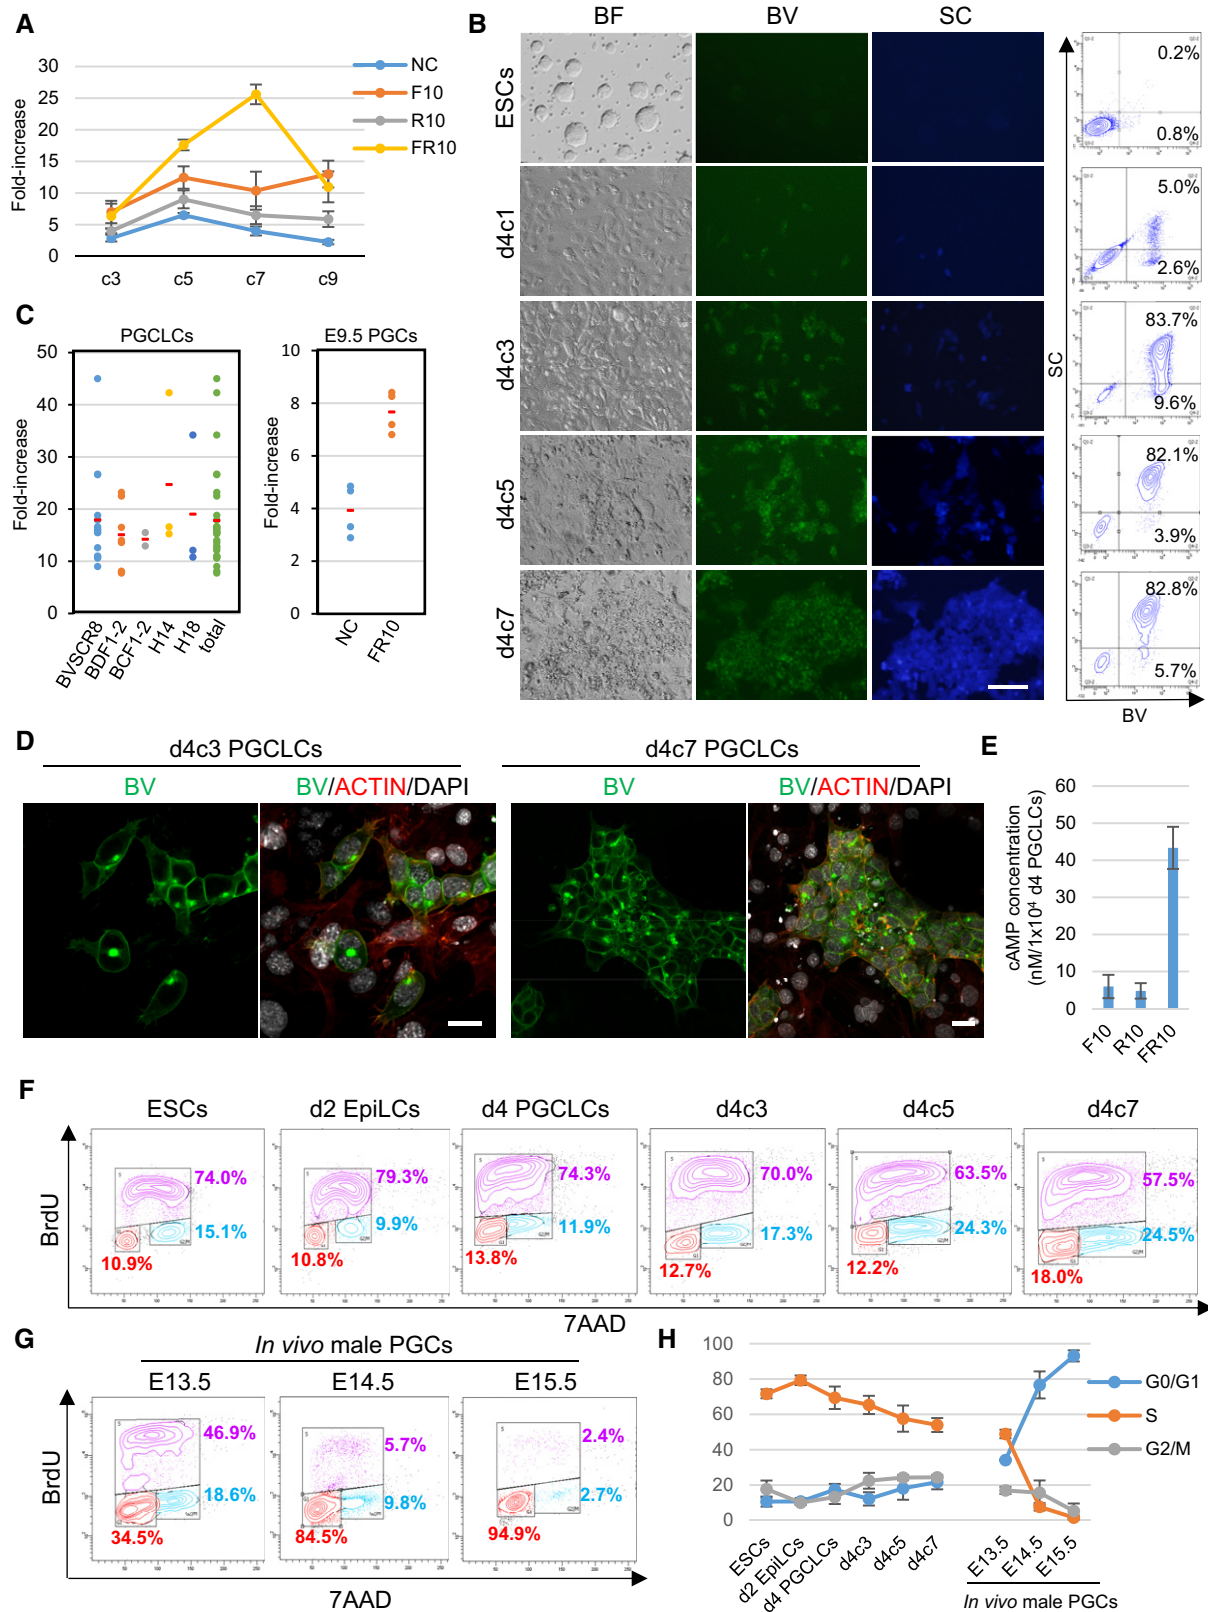 A
30
25
20
15
10
5
0
Fold-increase
c3 c5 c7 c9
NC
F10
R10
FR10
B
BF BV SC
ESCs
d4c1
d4c3
d4c5
d4c7
0.2%
0.8%
5.0%
2.6%
83.7%
9.6%
82.1%
3.9%
82.8%
5.7%
SC
BV
C
PGCLCs
50
40
30
20
10
0
Fold-increase
BVSCR8
BDF1-2
BCF1-2
H14
H18
total
E9.5 PGCs
10
8
6
4
2
0
Fold-increase
NC
FR10
D
d4c3 PGCLCs
BV
BV/ACTIN/DAPI
d4c7 PGCLCs
BV
BV/ACTIN/DAPI
E
60
50
40
30
20
10
0
cAMP concentration
(nM/1x10⁴ d4 PGCLCs)
F10
R10
FR10
F
ESCs
d2 EpiLCs
d4 PGCLCs
d4c3
d4c5
d4c7
74.0%
15.1%
10.9%
79.3%
9.9%
10.8%
74.3%
11.9%
13.8%
70.0%
17.3%
12.7%
63.5%
24.3%
12.2%
57.5%
24.5%
18.0%
BrdU
7AAD
G
In vivo male PGCs
E13.5
E14.5
E15.5
46.9%
18.6%
34.5%
5.7%
9.8%
84.5%
2.4%
2.7%
94.9%
BrdU
7AAD
H
100
80
60
40
20
0
G0/G1
S
G2/M
ESCs
d2 EpiLCs
d4 PGCLCs
d4c3
d4c5
d4c7
E13.5
E14.5
E15.5
In vivo male PGCs